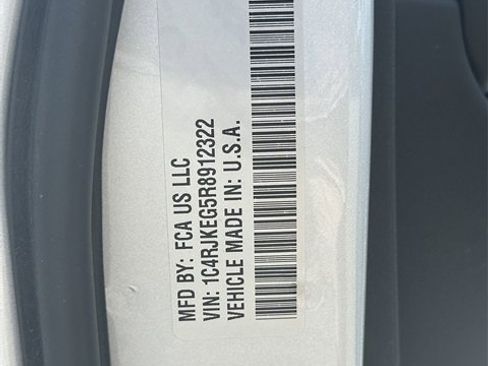 MFD BY: FCA US LLC
VIN: 1C4RJKEG5R8912322
VEHICLE MADE IN: U.S.A.